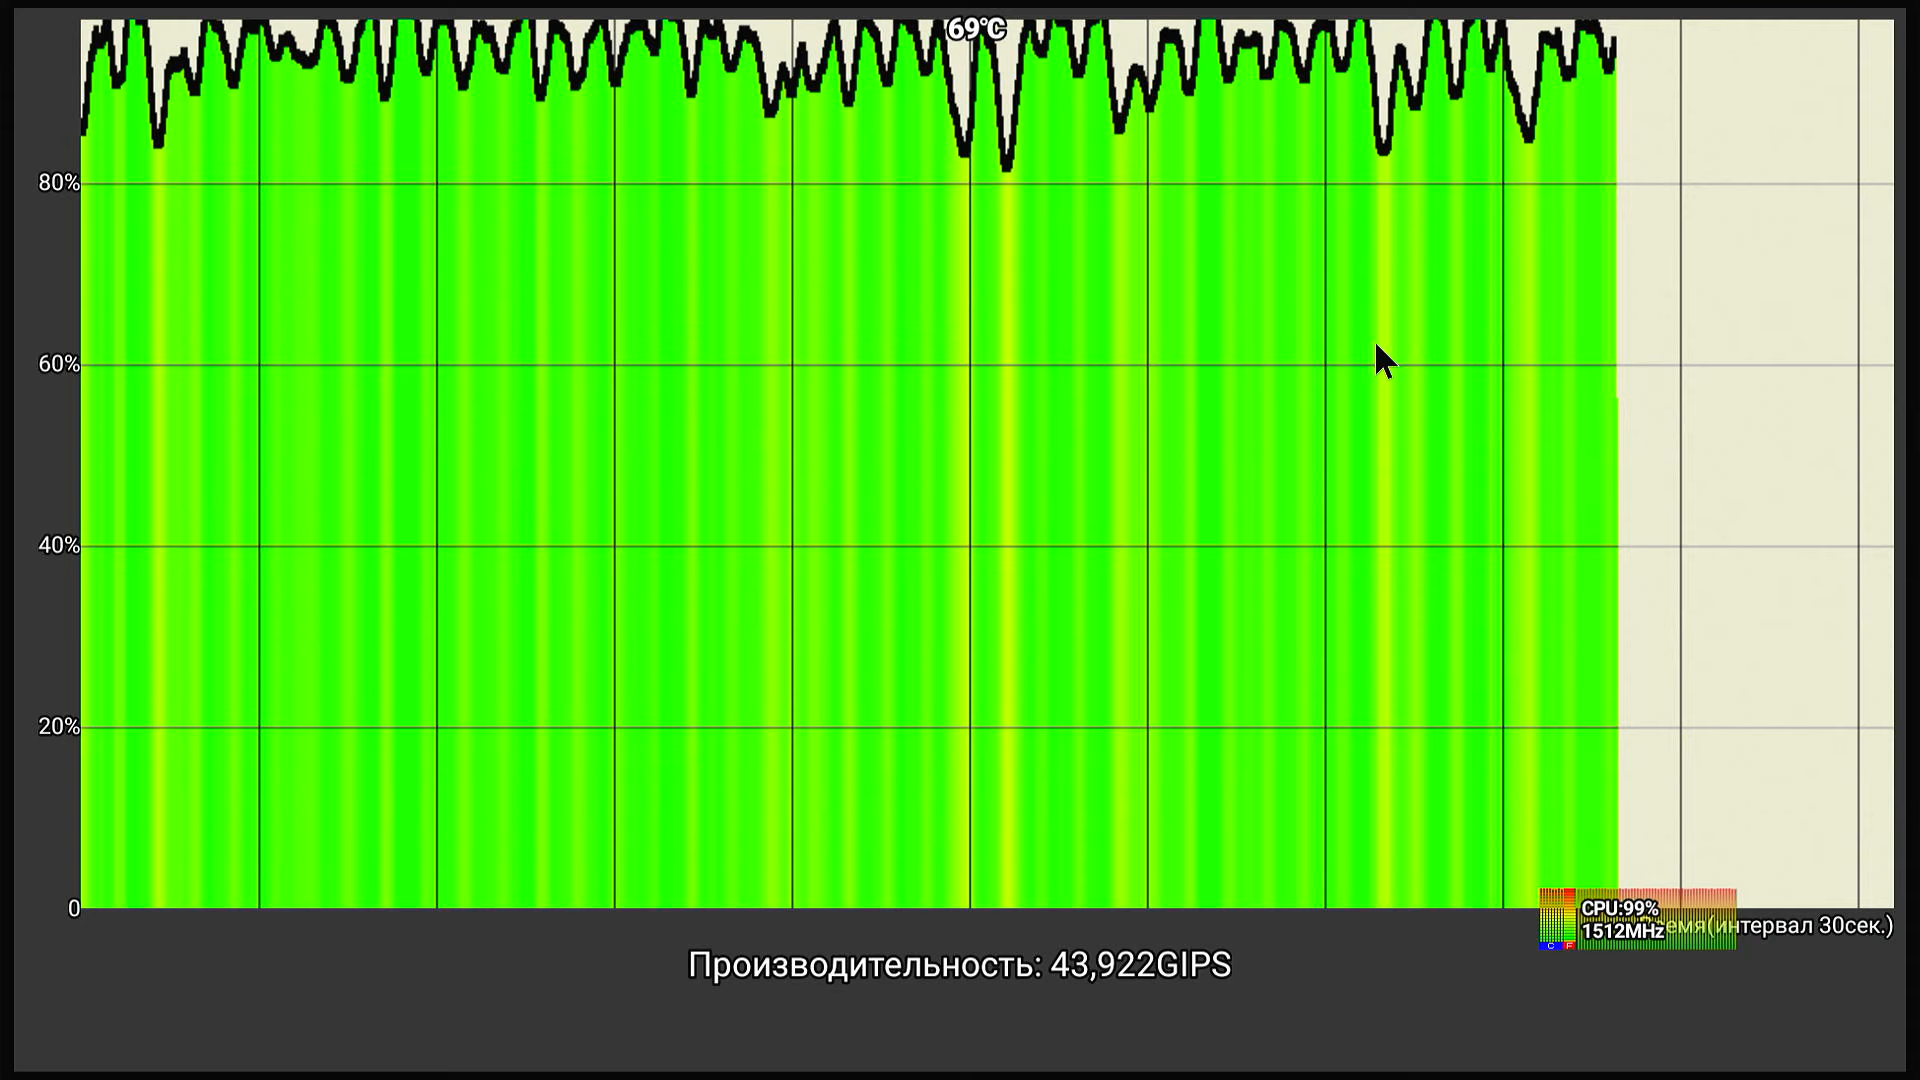 69°C
80%
60%
40%
20%
0
CPU:99%
1512MHz
(интервал 30сек.)
C F
Производительность: 43,922GIPS